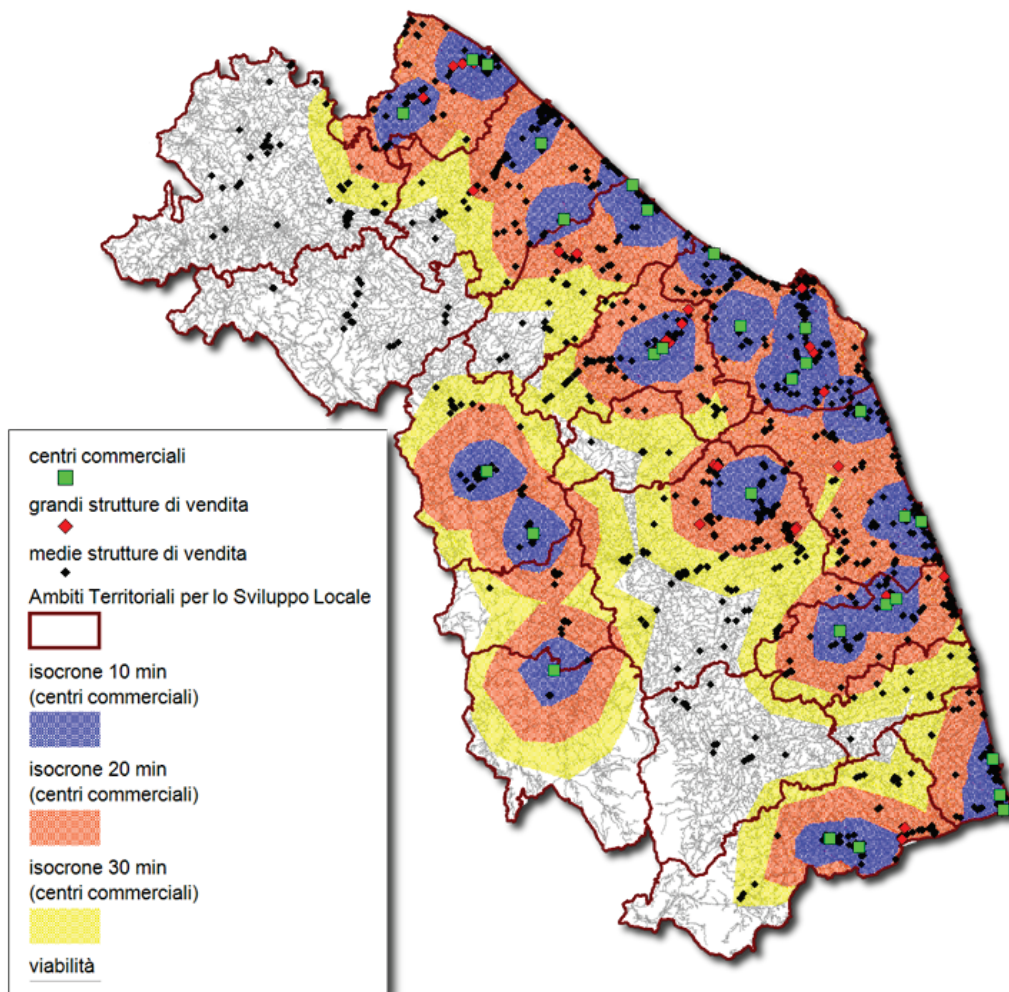 centri commerciali
grandi strutture di vendita
medie strutture di vendita
Ambiti Territoriali per lo Sviluppo Locale
isocrone 10 min
(centri commerciali)
isocrone 20 min
(centri commerciali)
isocrone 30 min
(centri commerciali)
viabilità